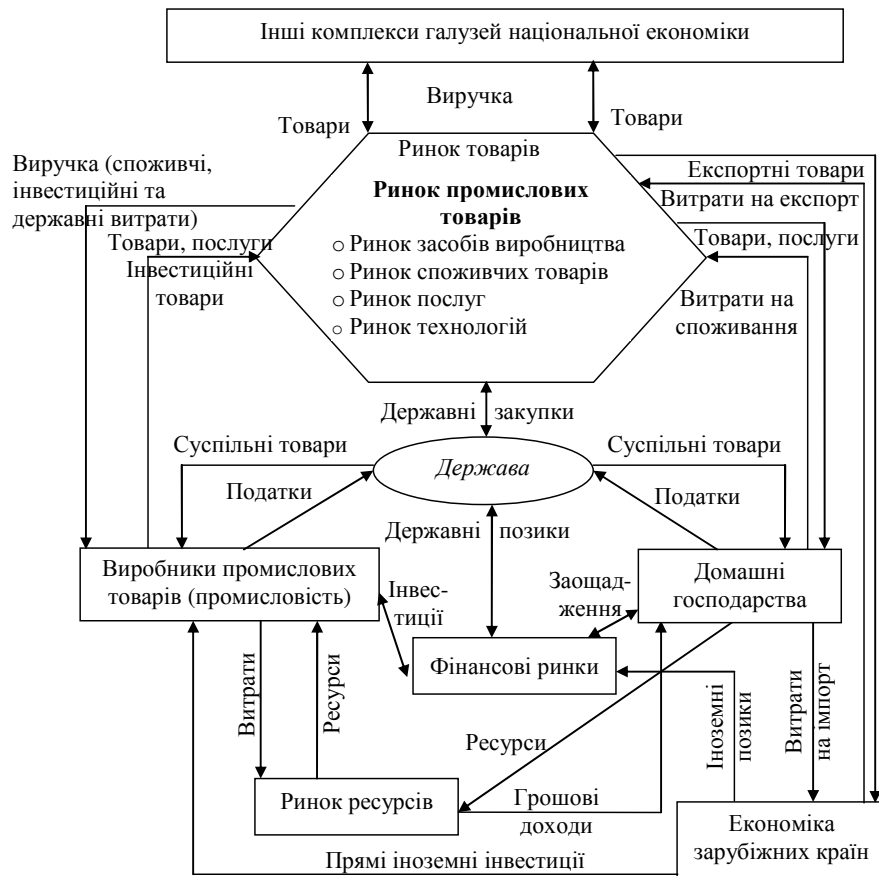 Інші комплекси галузей національної економіки
Виручка
Товари
Товари
Ринок товарів
Виручка (споживчі,
інвестиційні та
державні витрати)
Експортні товари
Витрати на експорт
Ринок промислових
товарів
Товари, послуги
Товари, послуги
Інвестиційні
товари
o Ринок засобів виробництва
o Ринок споживчих товарів
o Ринок послуг
o Ринок технологій
Витрати на
споживання
Державні закупки
Суспільні товари
Суспільні товари
Держава
Податки
Податки
Державні позики
Виробники промислових
товарів (промисловість)
Інвес-
тиції
Заощад-
ження
Домашні
господарства
Фінансові ринки
Витрати
Ресурси
Ресурси
Іноземні
позики
Витрати
на імпорт
Ринок ресурсів
Грошові
доходи
Економіка
зарубіжних країн
Прямі іноземні інвестиції